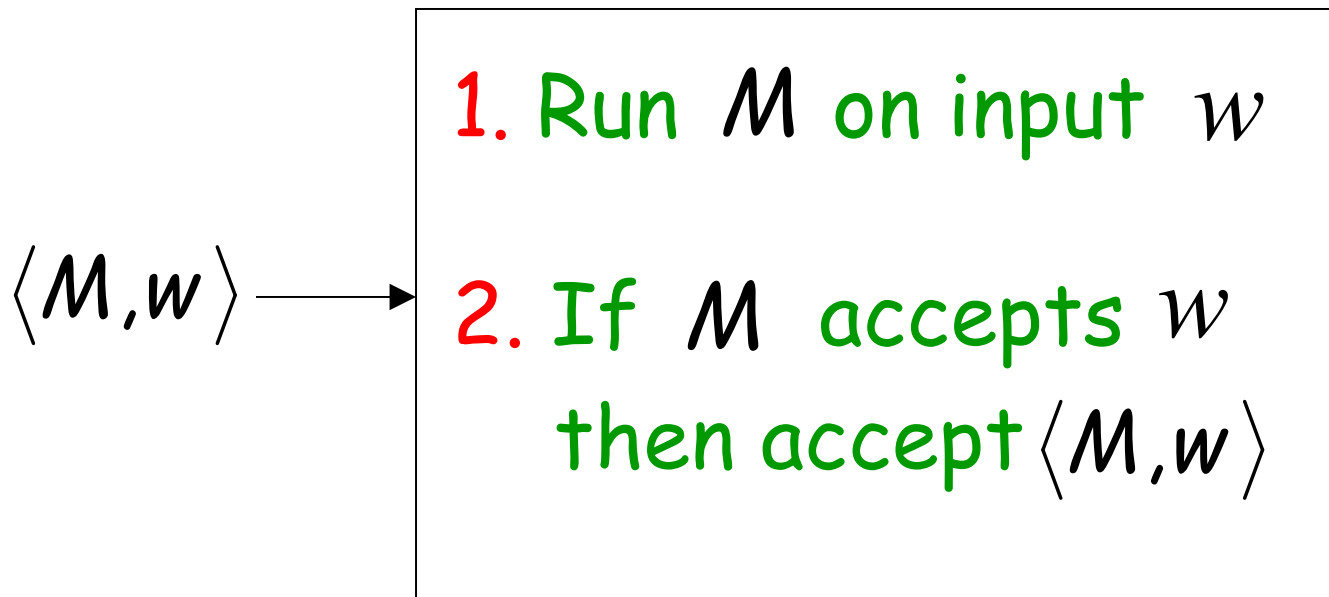 1. Run M on input w
⟨M,w⟩
2. If M accepts w
then accept ⟨M,w⟩